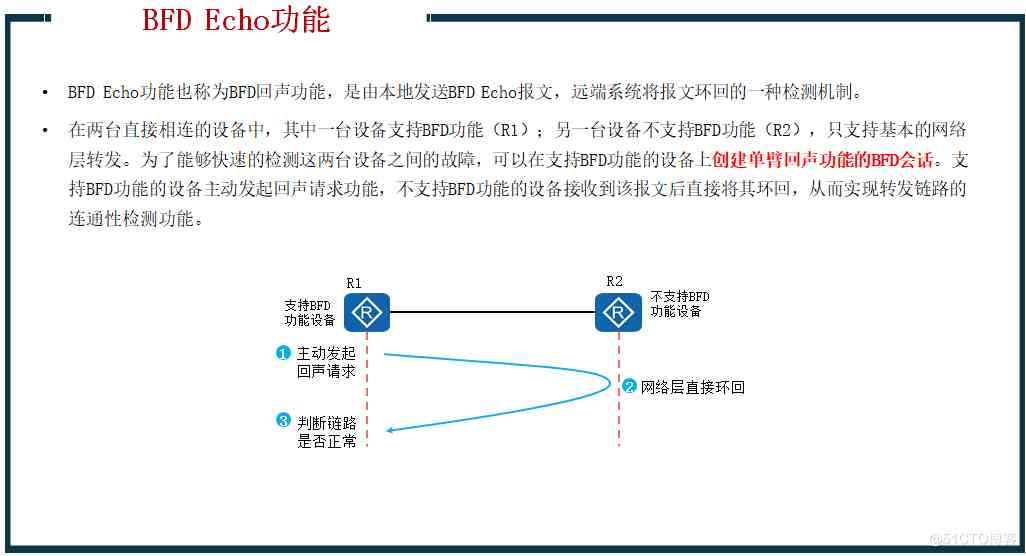 BFD Echo功能
• BFD Echo功能也称为BFD回声功能，是由本地发送BFD Echo报文，远端系统将报文环回的一种检测机制。
• 在两台直接相连的设备中，其中一台设备支持BFD功能（R1）；另一台设备不支持BFD功能（R2），只支持基本的网络
层转发。为了能够快速的检测这两台设备之间的故障，可以在支持BFD功能的设备上创建单臂回声功能的BFD会话。支
持BFD功能的设备主动发起回声请求功能，不支持BFD功能的设备接收到该报文后直接将其环回，从而实现转发链路的
连通性检测功能。
R1
R2
支持BFD
功能设备
R
R
不支持BFD
功能设备
1 主动发起
回声请求
2 网络层直接环回
3 判断链路
是否正常
@51CTO博客